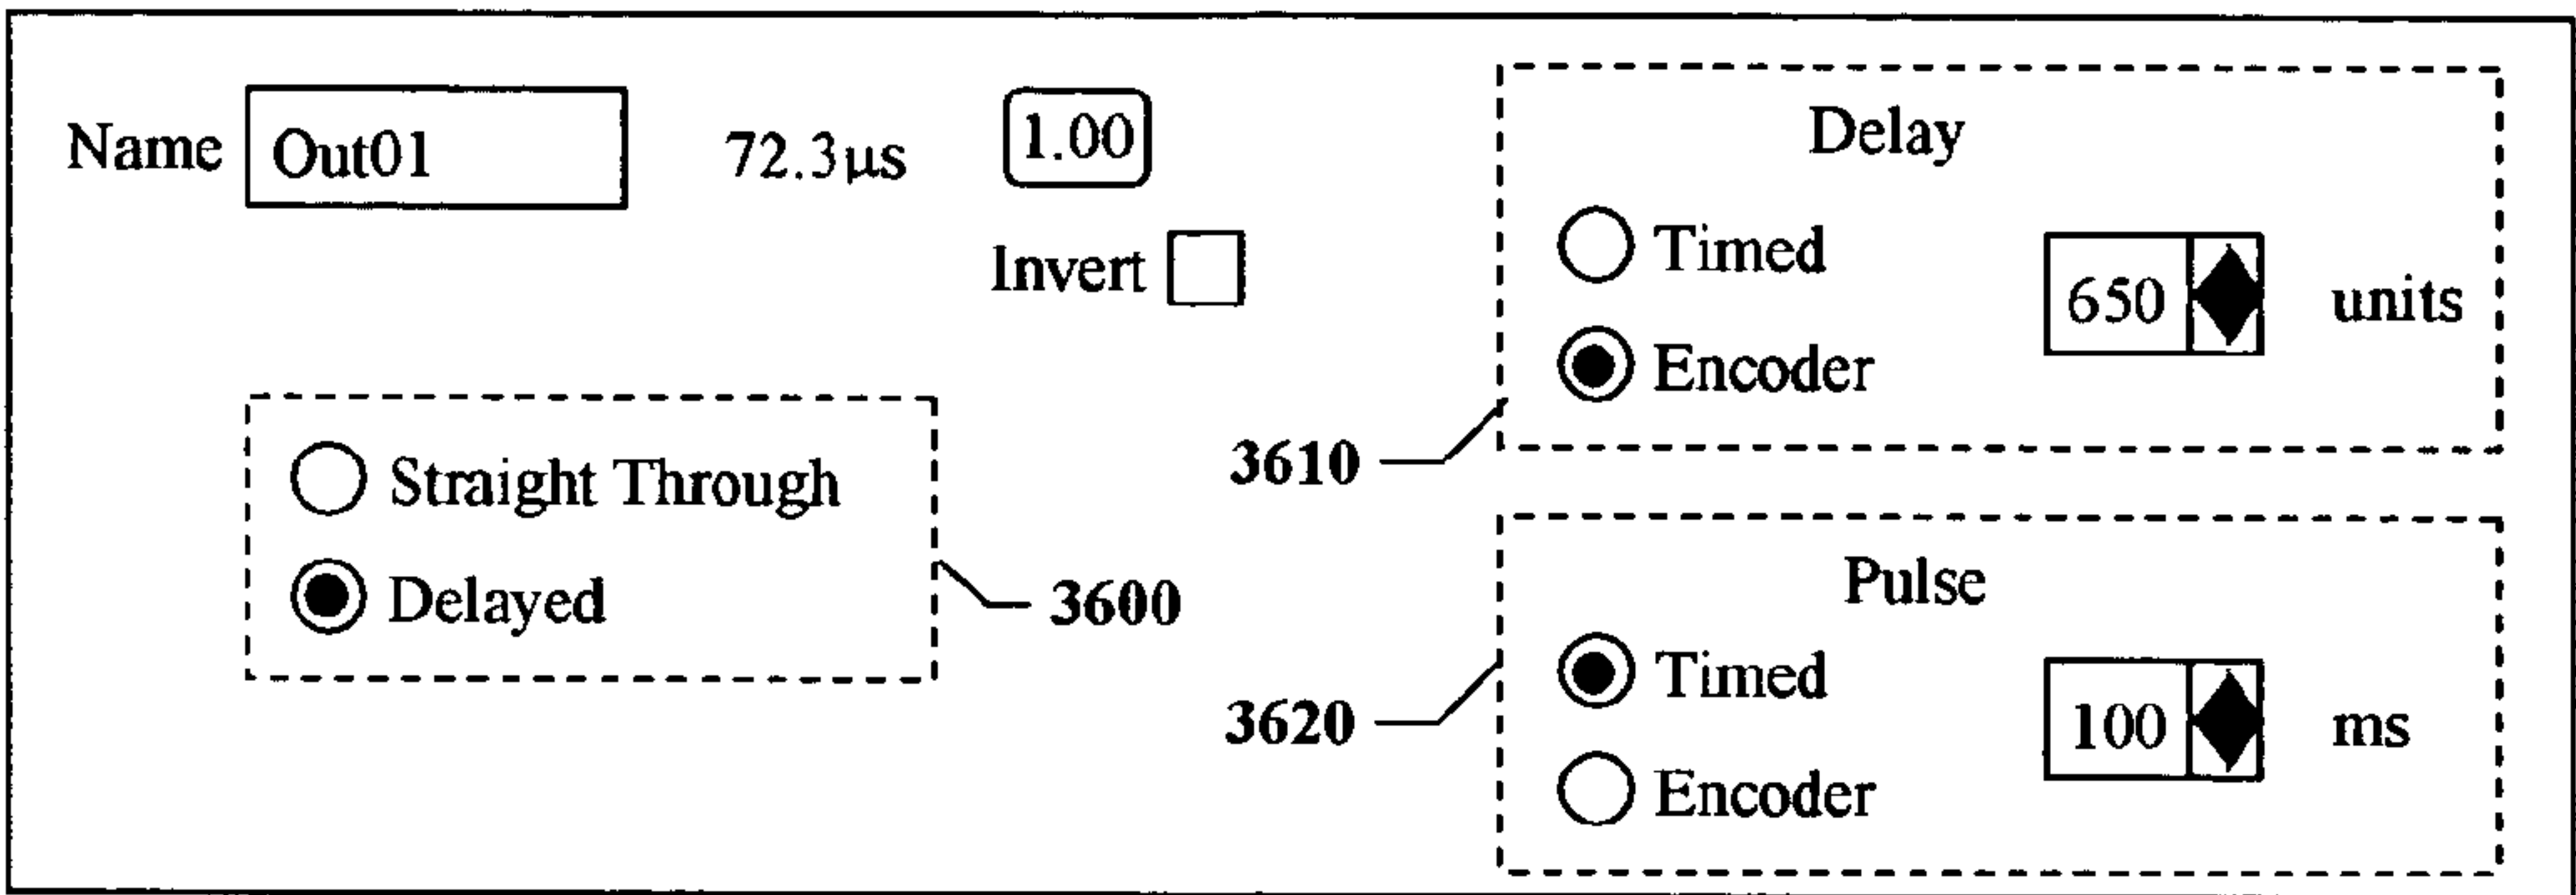 Name Out01 72.3µs 1.00
Invert
Straight Through
Delayed
3600
Delay
Timed
Encoder
650 units
3610
Pulse
Timed
Encoder
100 ms
3620